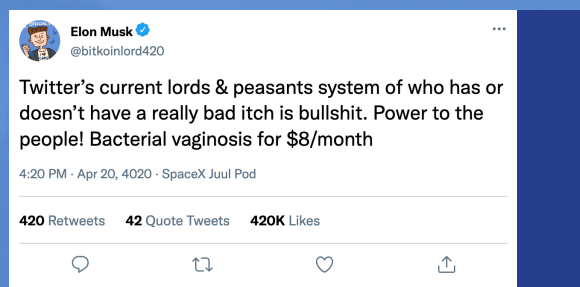 Elon Musk
@bitkoinlord420
Twitter’s current lords & peasants system of who has or
doesn’t have a really bad itch is bullshit. Power to the
people! Bacterial vaginosis for $8/month
4:20 PM · Apr 20, 4020 · SpaceX Juul Pod
420 Retweets 42 Quote Tweets 420K Likes